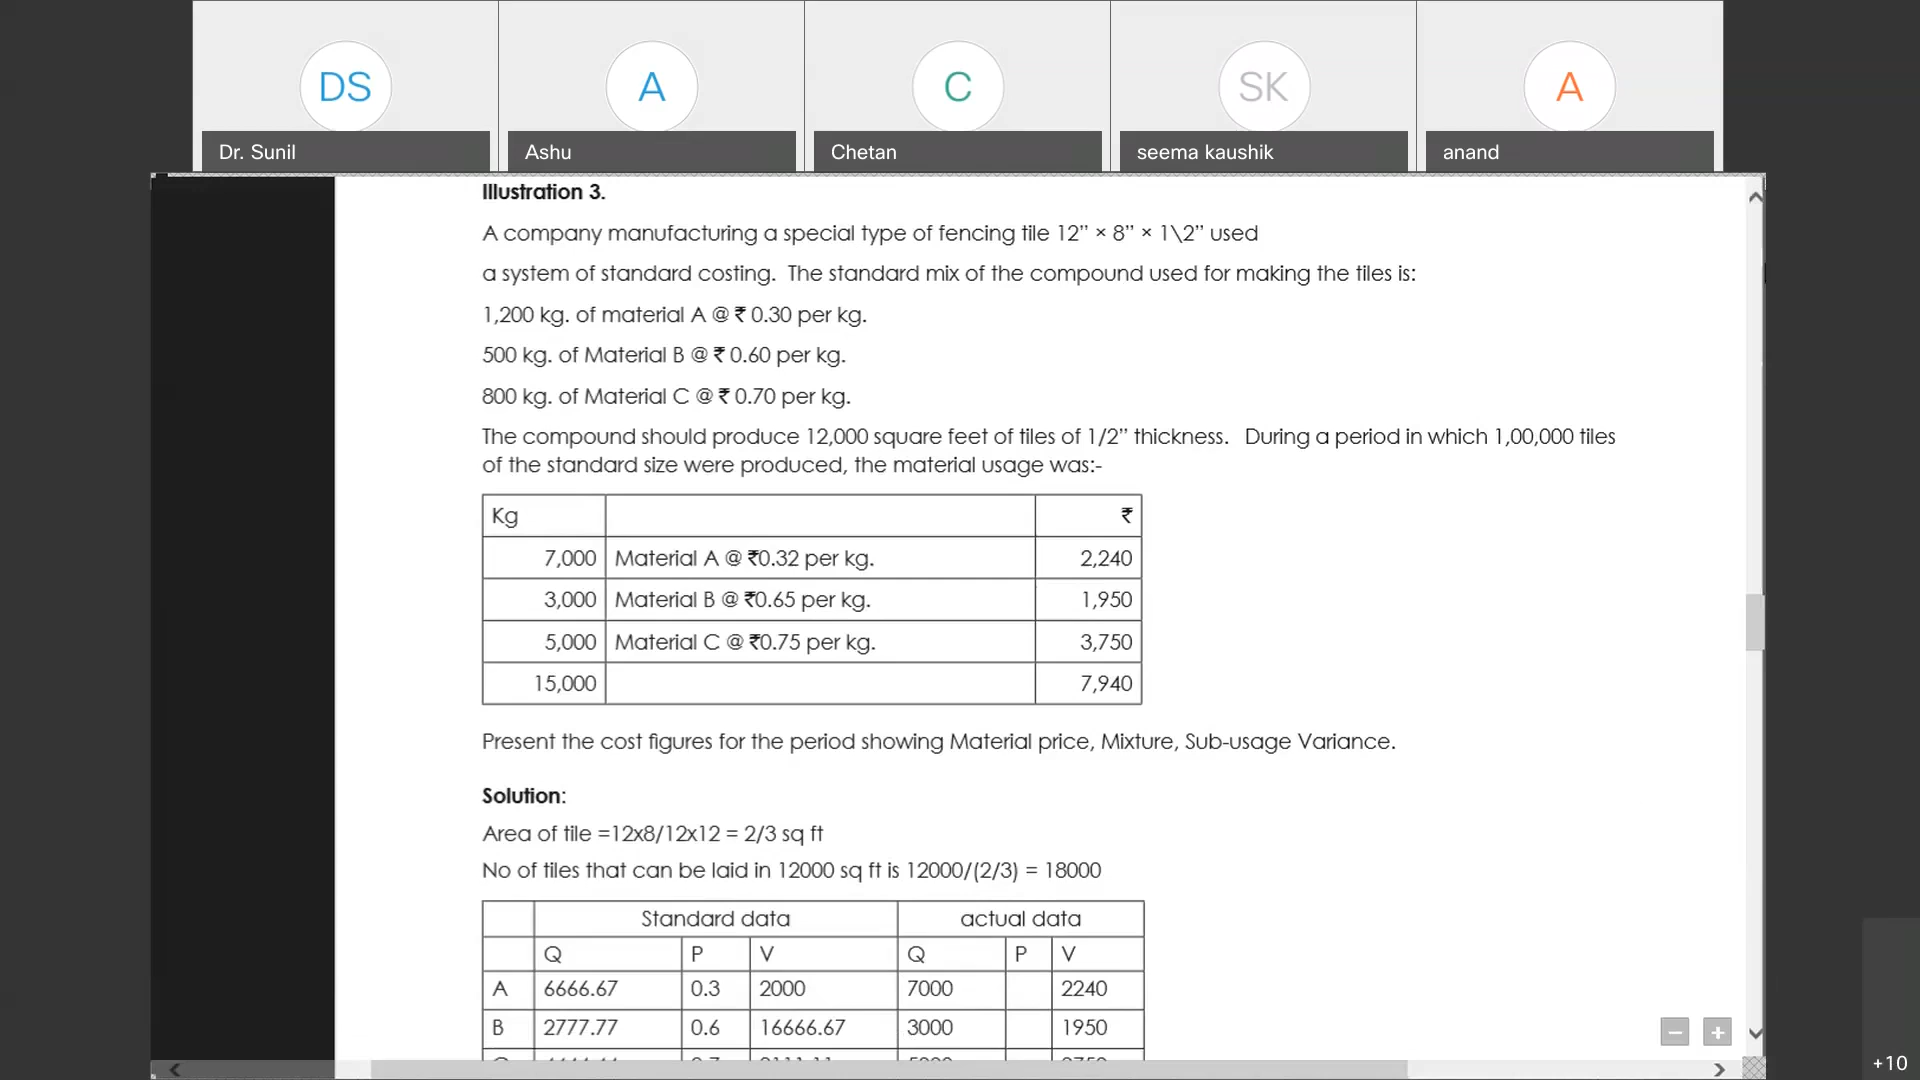 DS
A
C
SK
A
Dr. Sunil
Ashu
Chetan
seema kaushik
anand
Illustration 3.
A company manufacturing a special type of fencing tile 12” × 8” × 1\2” used
a system of standard costing. The standard mix of the compound used for making the tiles is:
1,200 kg. of material A @ ₹ 0.30 per kg.
500 kg. of Material B @ ₹ 0.60 per kg.
800 kg. of Material C @ ₹ 0.70 per kg.
The compound should produce 12,000 square feet of tiles of 1/2” thickness. During a period in which 1,00,000 tiles
of the standard size were produced, the material usage was:-
Kg ₹
7,000 Material A @ ₹0.32 per kg. 2,240
3,000 Material B @ ₹0.65 per kg. 1,950
5,000 Material C @ ₹0.75 per kg. 3,750
15,000 7,940
Present the cost figures for the period showing Material price, Mixture, Sub-usage Variance.
Solution:
Area of tile =12x8/12x12 = 2/3 sq ft
No of tiles that can be laid in 12000 sq ft is 12000/(2/3) = 18000
Standard data actual data
Q P V Q P V
A 6666.67 0.3 2000 7000 2240
B 2777.77 0.6 16666.67 3000 1950
+10